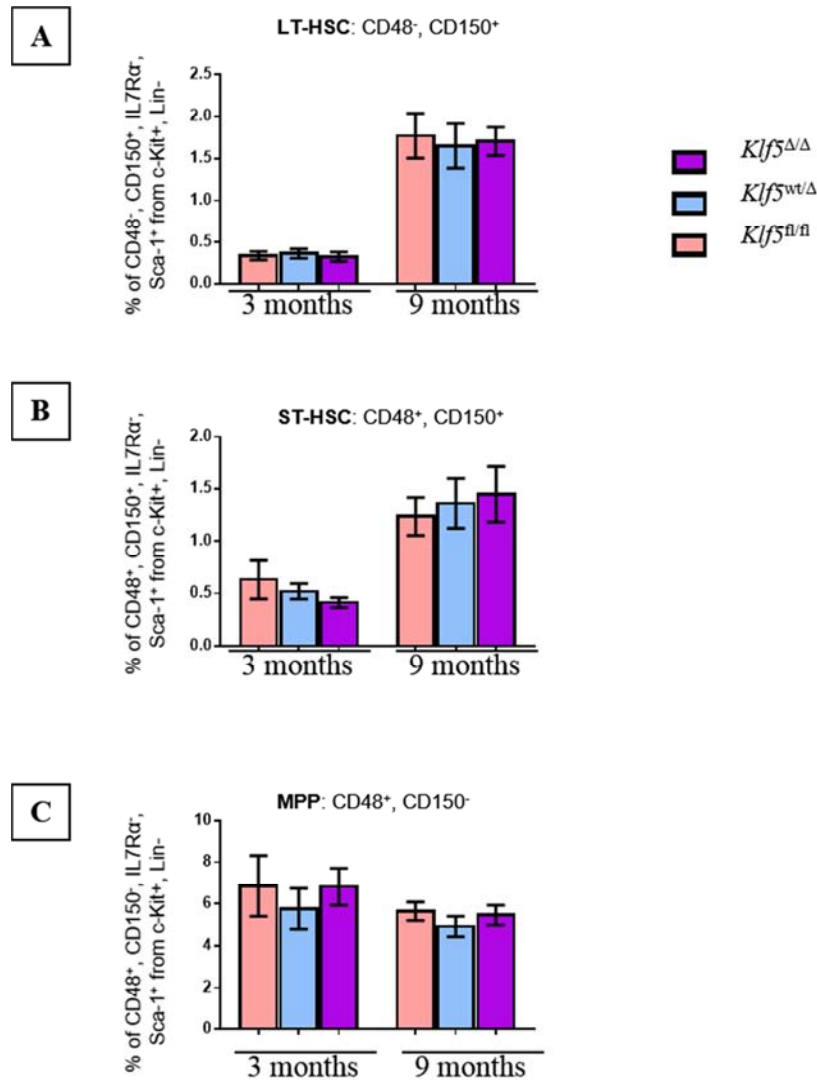 A
LT-HSC: CD48⁻, CD150⁺
% of CD48⁻, CD150⁺, IL7Rα⁻,
Sca-1⁺ from c-Kit+, Lin-
2.5
2.0
1.5
1.0
0.5
0.0
3 months 9 months
Klf5Δ/Δ
Klf5wt/Δ
Klf5fl/fl
B
ST-HSC: CD48⁺, CD150⁺
% of CD48⁺, CD150⁺, IL7Rα⁻,
Sca-1⁺ from c-Kit+, Lin-
2.0
1.5
1.0
0.5
0.0
3 months 9 months
C
MPP: CD48⁺, CD150⁻
% of CD48⁺, CD150⁻, IL7Rα⁻,
Sca-1⁺ from c-Kit+, Lin-
10
8
6
4
2
0
3 months 9 months